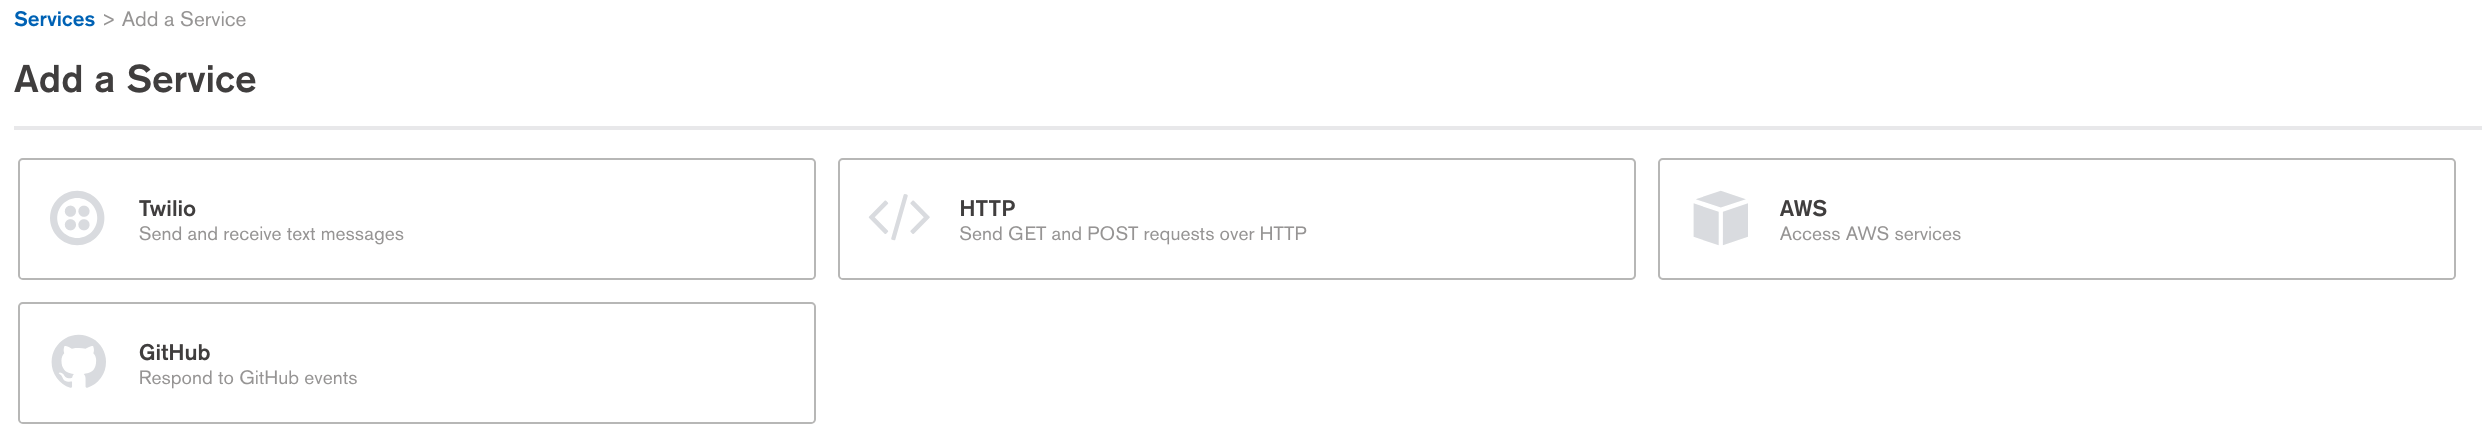 Services > Add a Service
Add a Service
Twilio
Send and receive text messages
HTTP
Send GET and POST requests over HTTP
AWS
Access AWS services
GitHub
Respond to GitHub events